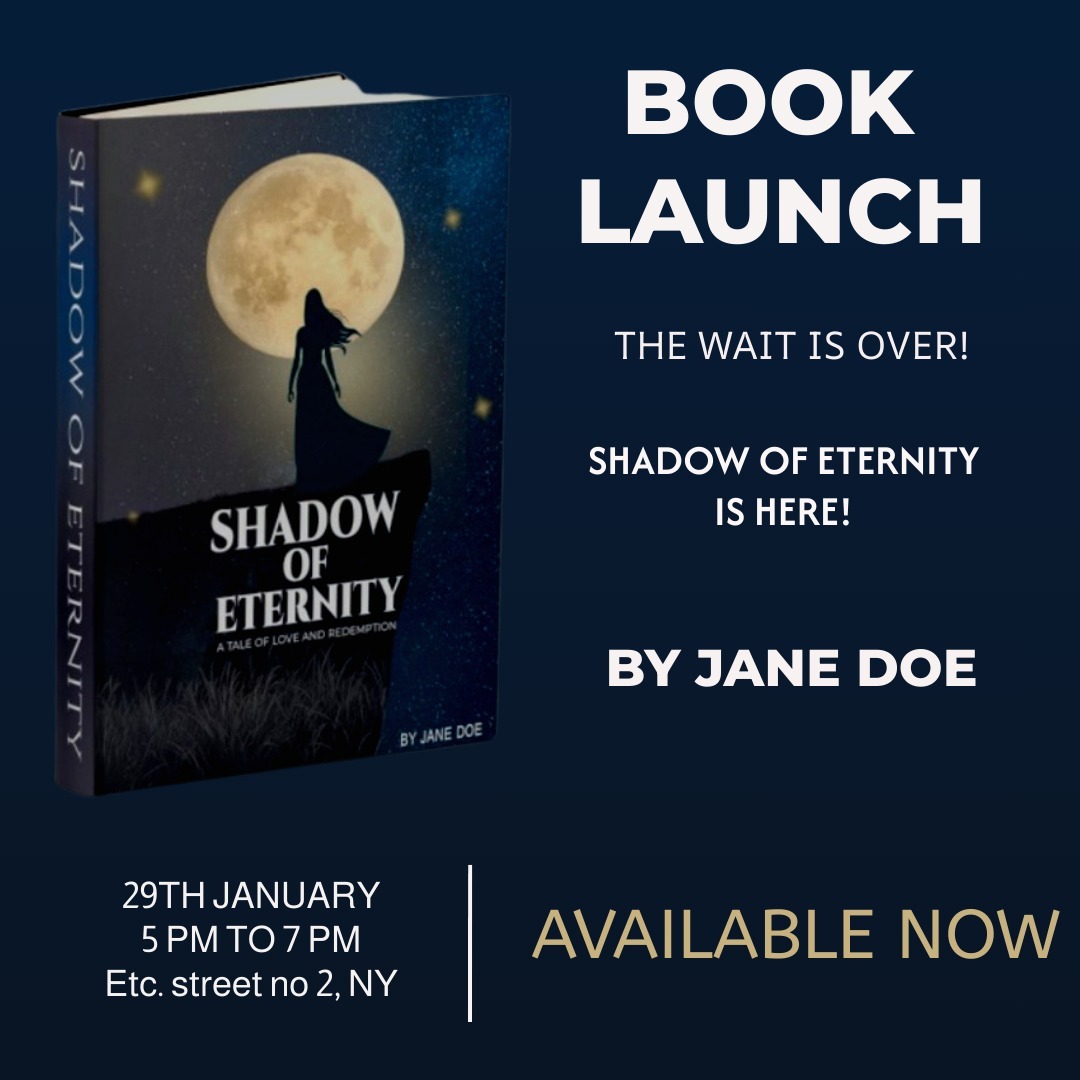 SHADOW OF ETERNITY
SHADOW
OF
ETERNITY
A TALE OF LOVE AND REDEMPTION
BY JANE DOE
BOOK
LAUNCH
THE WAIT IS OVER!
SHADOW OF ETERNITY
IS HERE!
BY JANE DOE
29TH JANUARY
5 PM TO 7 PM
Etc. street no 2, NY
AVAILABLE NOW